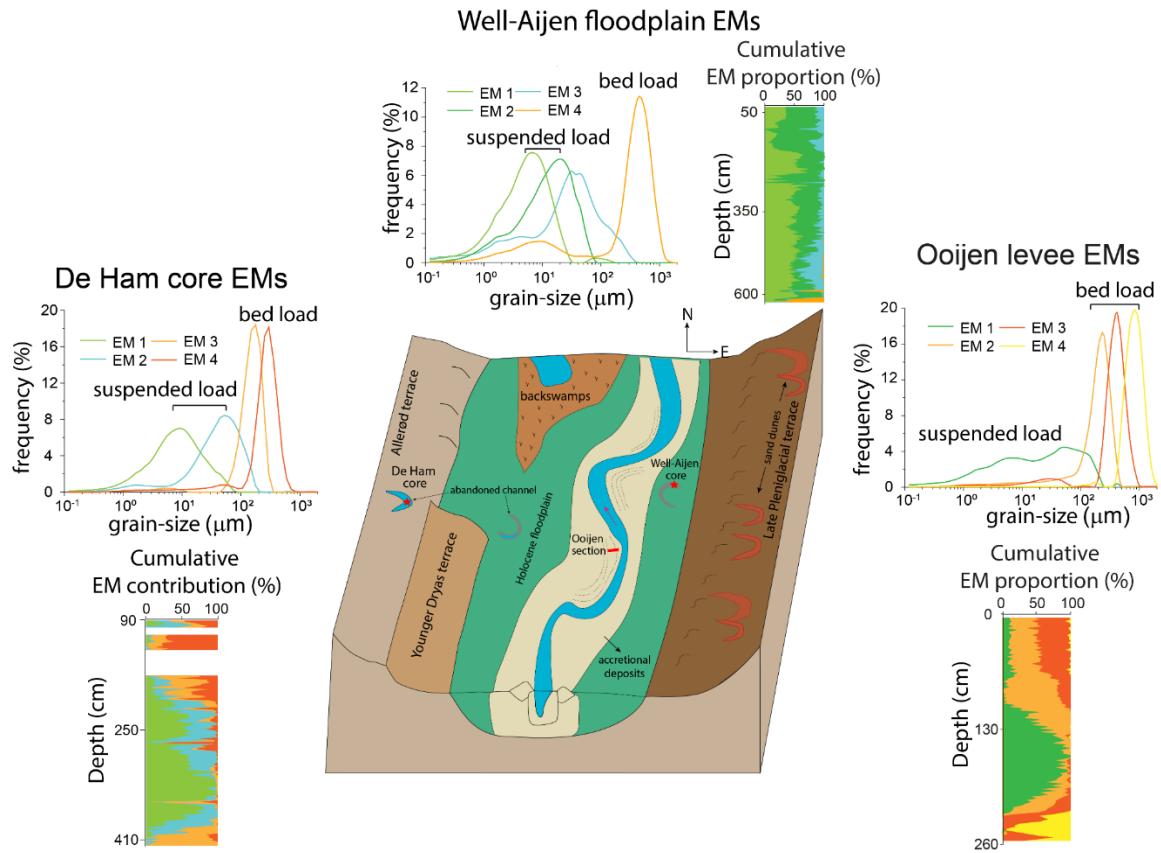 Well-Aijen floodplain EMs
Cumulative
EM proportion (%)
0 50 100
bed load
EM 1 EM 3
EM 2 EM 4
suspended load
frequency (%)
12
10
8
6
4
2
0
10⁻¹ 10⁰ 10¹ 10² 10³
grain-size (μm)
Depth (cm)
50
350
600
De Ham core EMs
bed load
EM 1 EM 3
EM 2 EM 4
suspended load
frequency (%)
20
16
12
8
4
0
10⁻¹ 10⁰ 10¹ 10² 10³
grain-size (μm)
Cumulative
EM contribution (%)
0 50 100
Depth (cm)
90
250
410
Ooijen levee EMs
bed load
EM 1 EM 3
EM 2 EM 4
suspended load
frequency (%)
20
16
12
8
4
0
10⁻¹ 10⁰ 10¹ 10² 10³
grain-size (μm)
Cumulative
EM proportion (%)
0 50 100
Depth (cm)
0
130
260
N
E
Allerød terrace
backswamps
De Ham
core
abandoned channel
Well-Aijen
core
sand dunes
Late Pleniglacial terrace
Younger Dryas terrace
Holocene floodplain
Ooijen
section
accretional
deposits